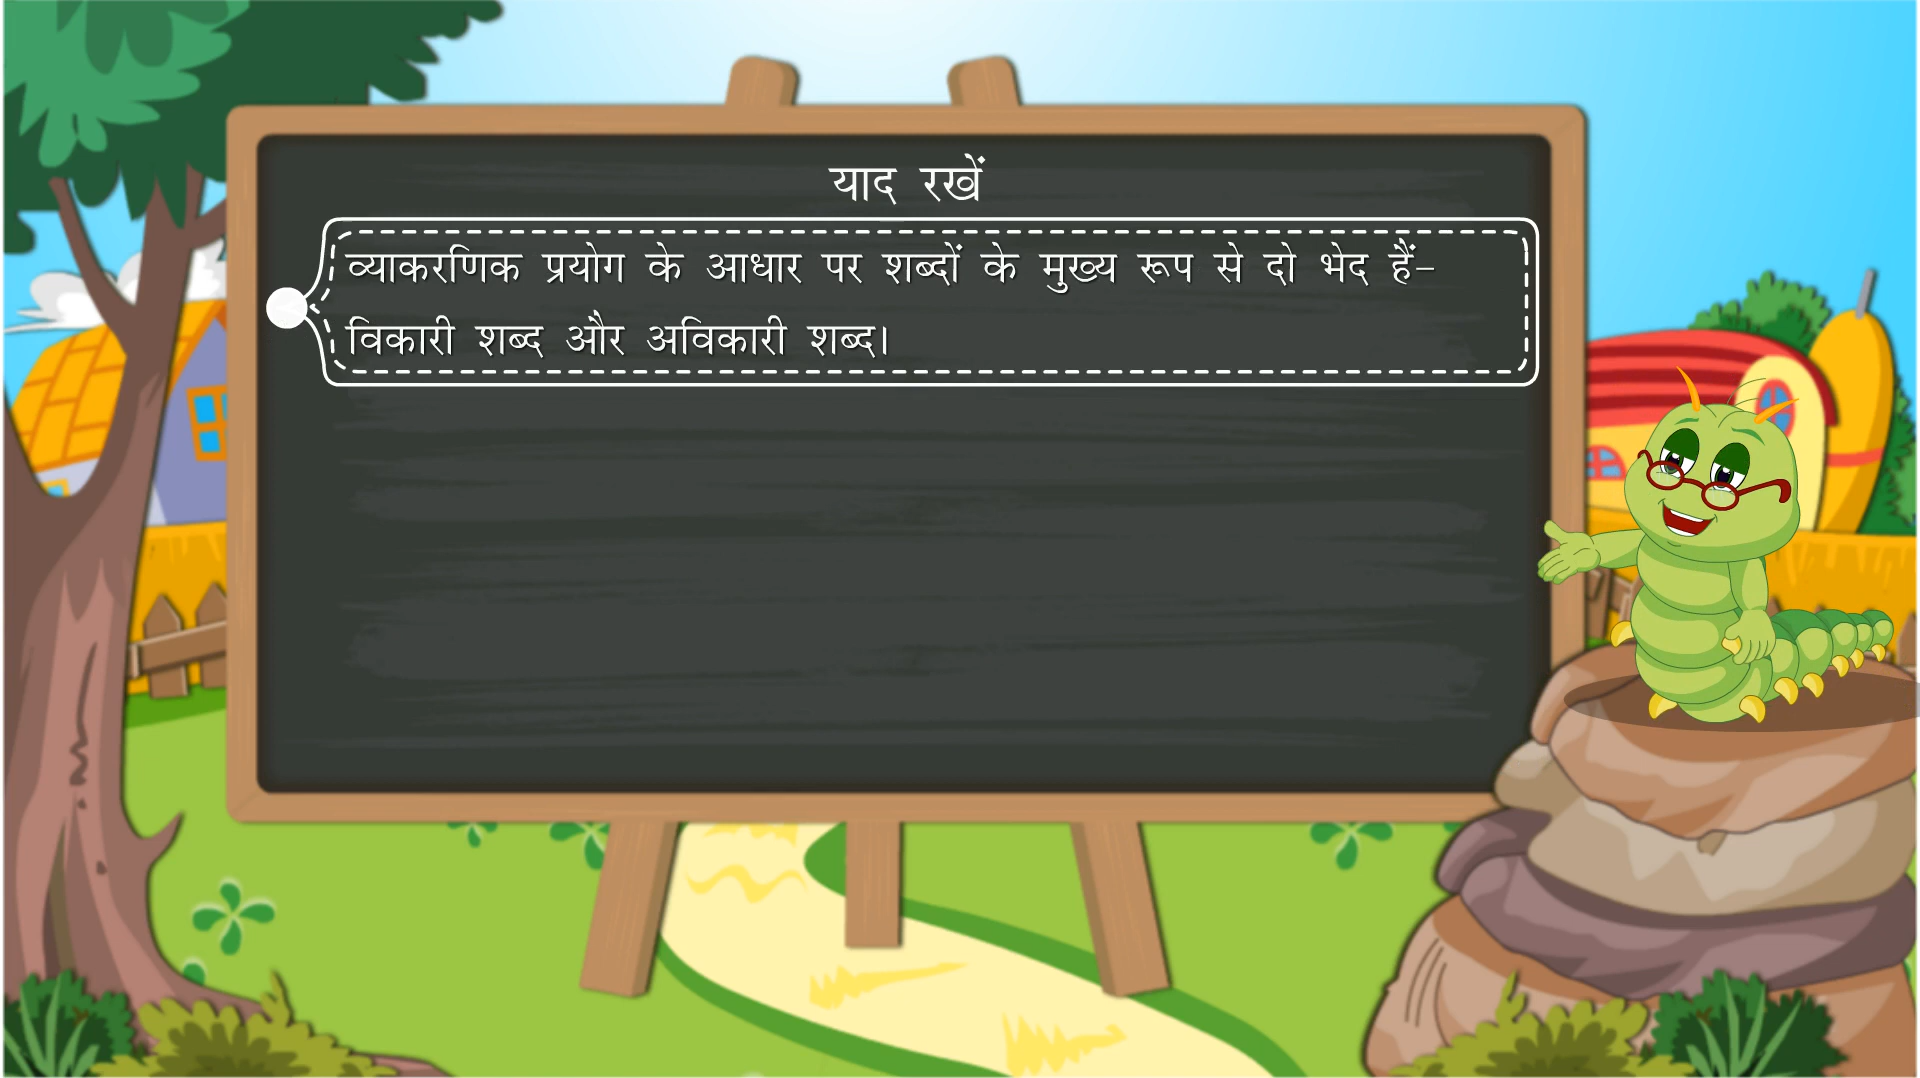 याद रखें
व्याकरणिक प्रयोग के आधार पर शब्दों के मुख्य रूप से दो भेद हैं-
विकारी शब्द और अविकारी शब्द।